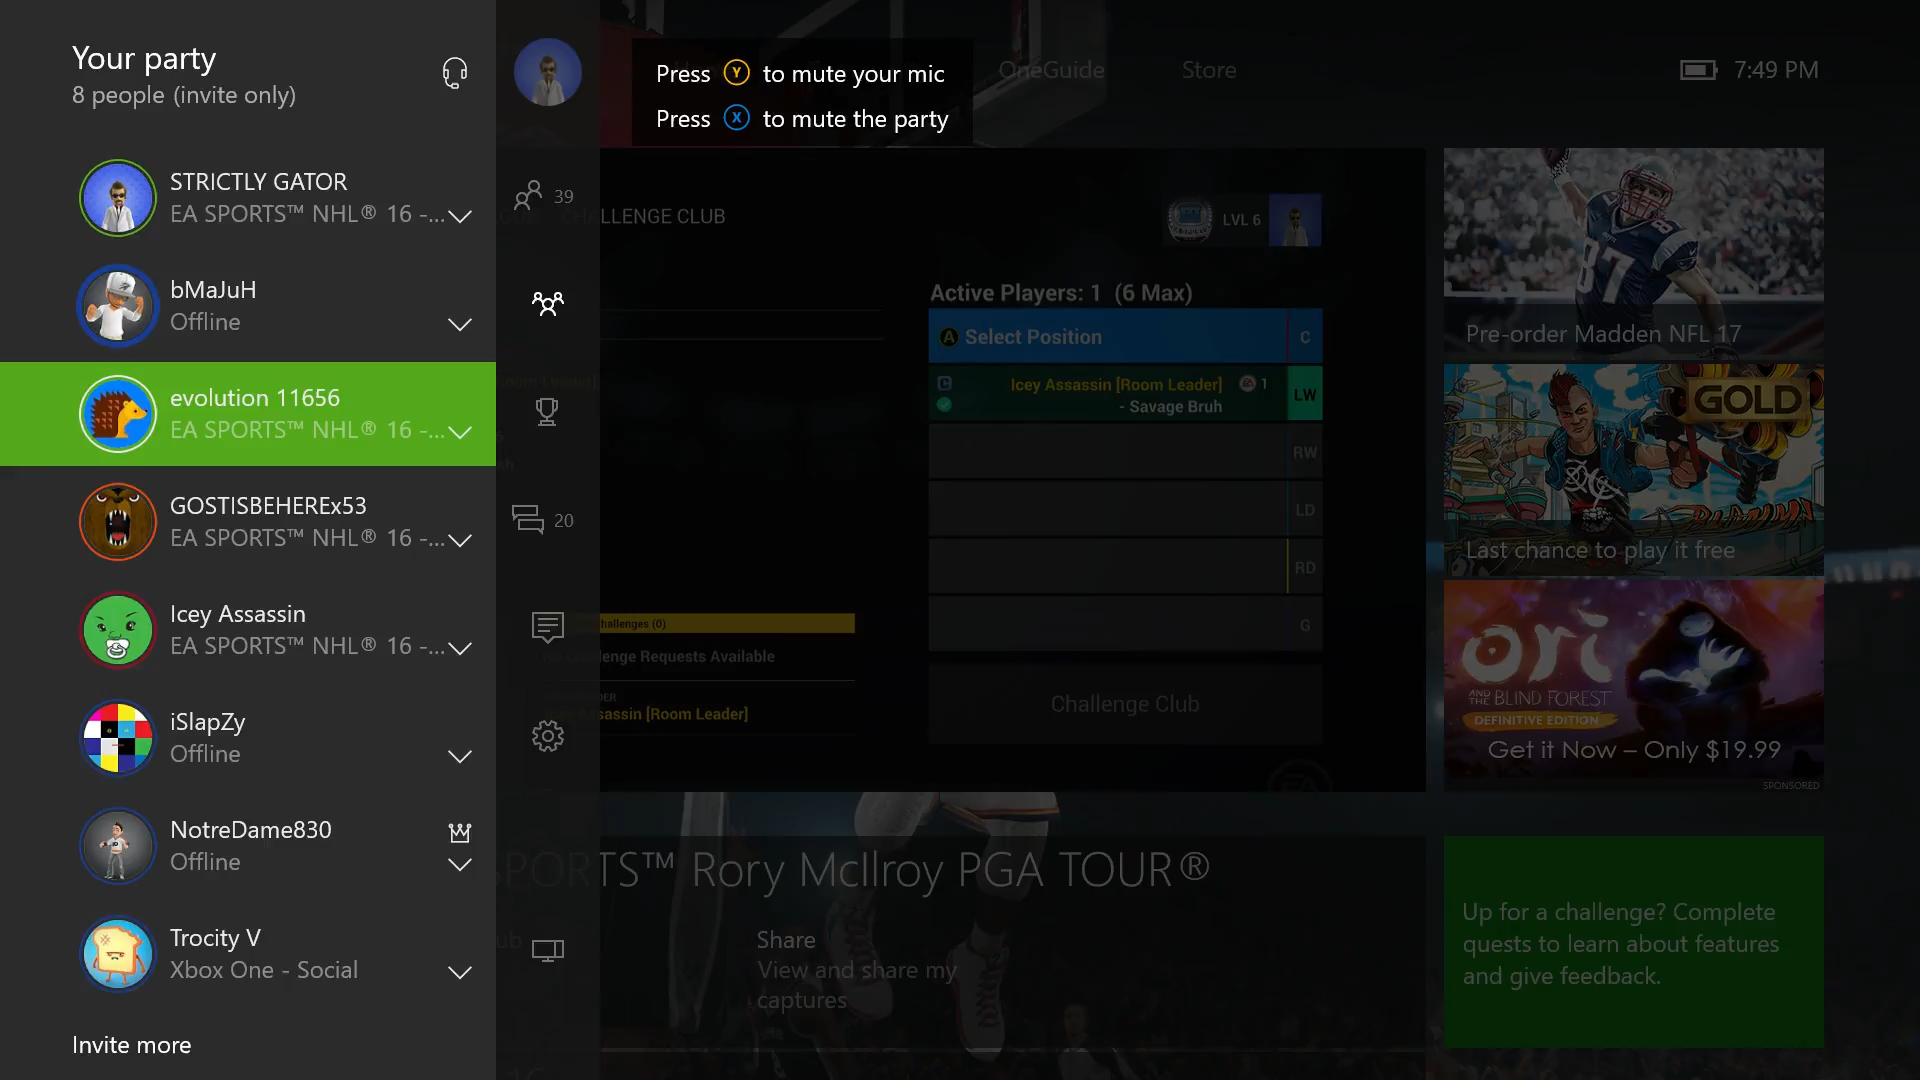 Your party
8 people (invite only)
STRICTLY GATOR
EA SPORTS™ NHL® 16 -...
bMaJuH
Offline
evolution 11656
EA SPORTS™ NHL® 16 -...
GOSTISBEHEREx53
EA SPORTS™ NHL® 16 -...
Icey Assassin
EA SPORTS™ NHL® 16 -...
iSlapZy
Offline
NotreDame830
Offline
Trocity V
Xbox One - Social
Invite more
39
20
Press Y to mute your mic
Press X to mute the party
OneGuide
Store
7:49 PM
LLENGE CLUB
LVL 6
Active Players: 1 (6 Max)
A Select Position C
Icey Assassin [Room Leader] 1 LW
- Savage Bruh
RW
LD
RD
G
Challenge Club
hallenges (0)
lenge Requests Available
Assassin [Room Leader]
Pre-order Madden NFL 17
87
GOLD
Last chance to play it free
ori
AND THE BLIND FOREST
DEFINITIVE EDITION
Get it Now – Only $19.99
SPONSORED
SPORTS™ Rory McIlroy PGA TOUR®
Share
View and share my
captures
Up for a challenge? Complete
quests to learn about features
and give feedback.